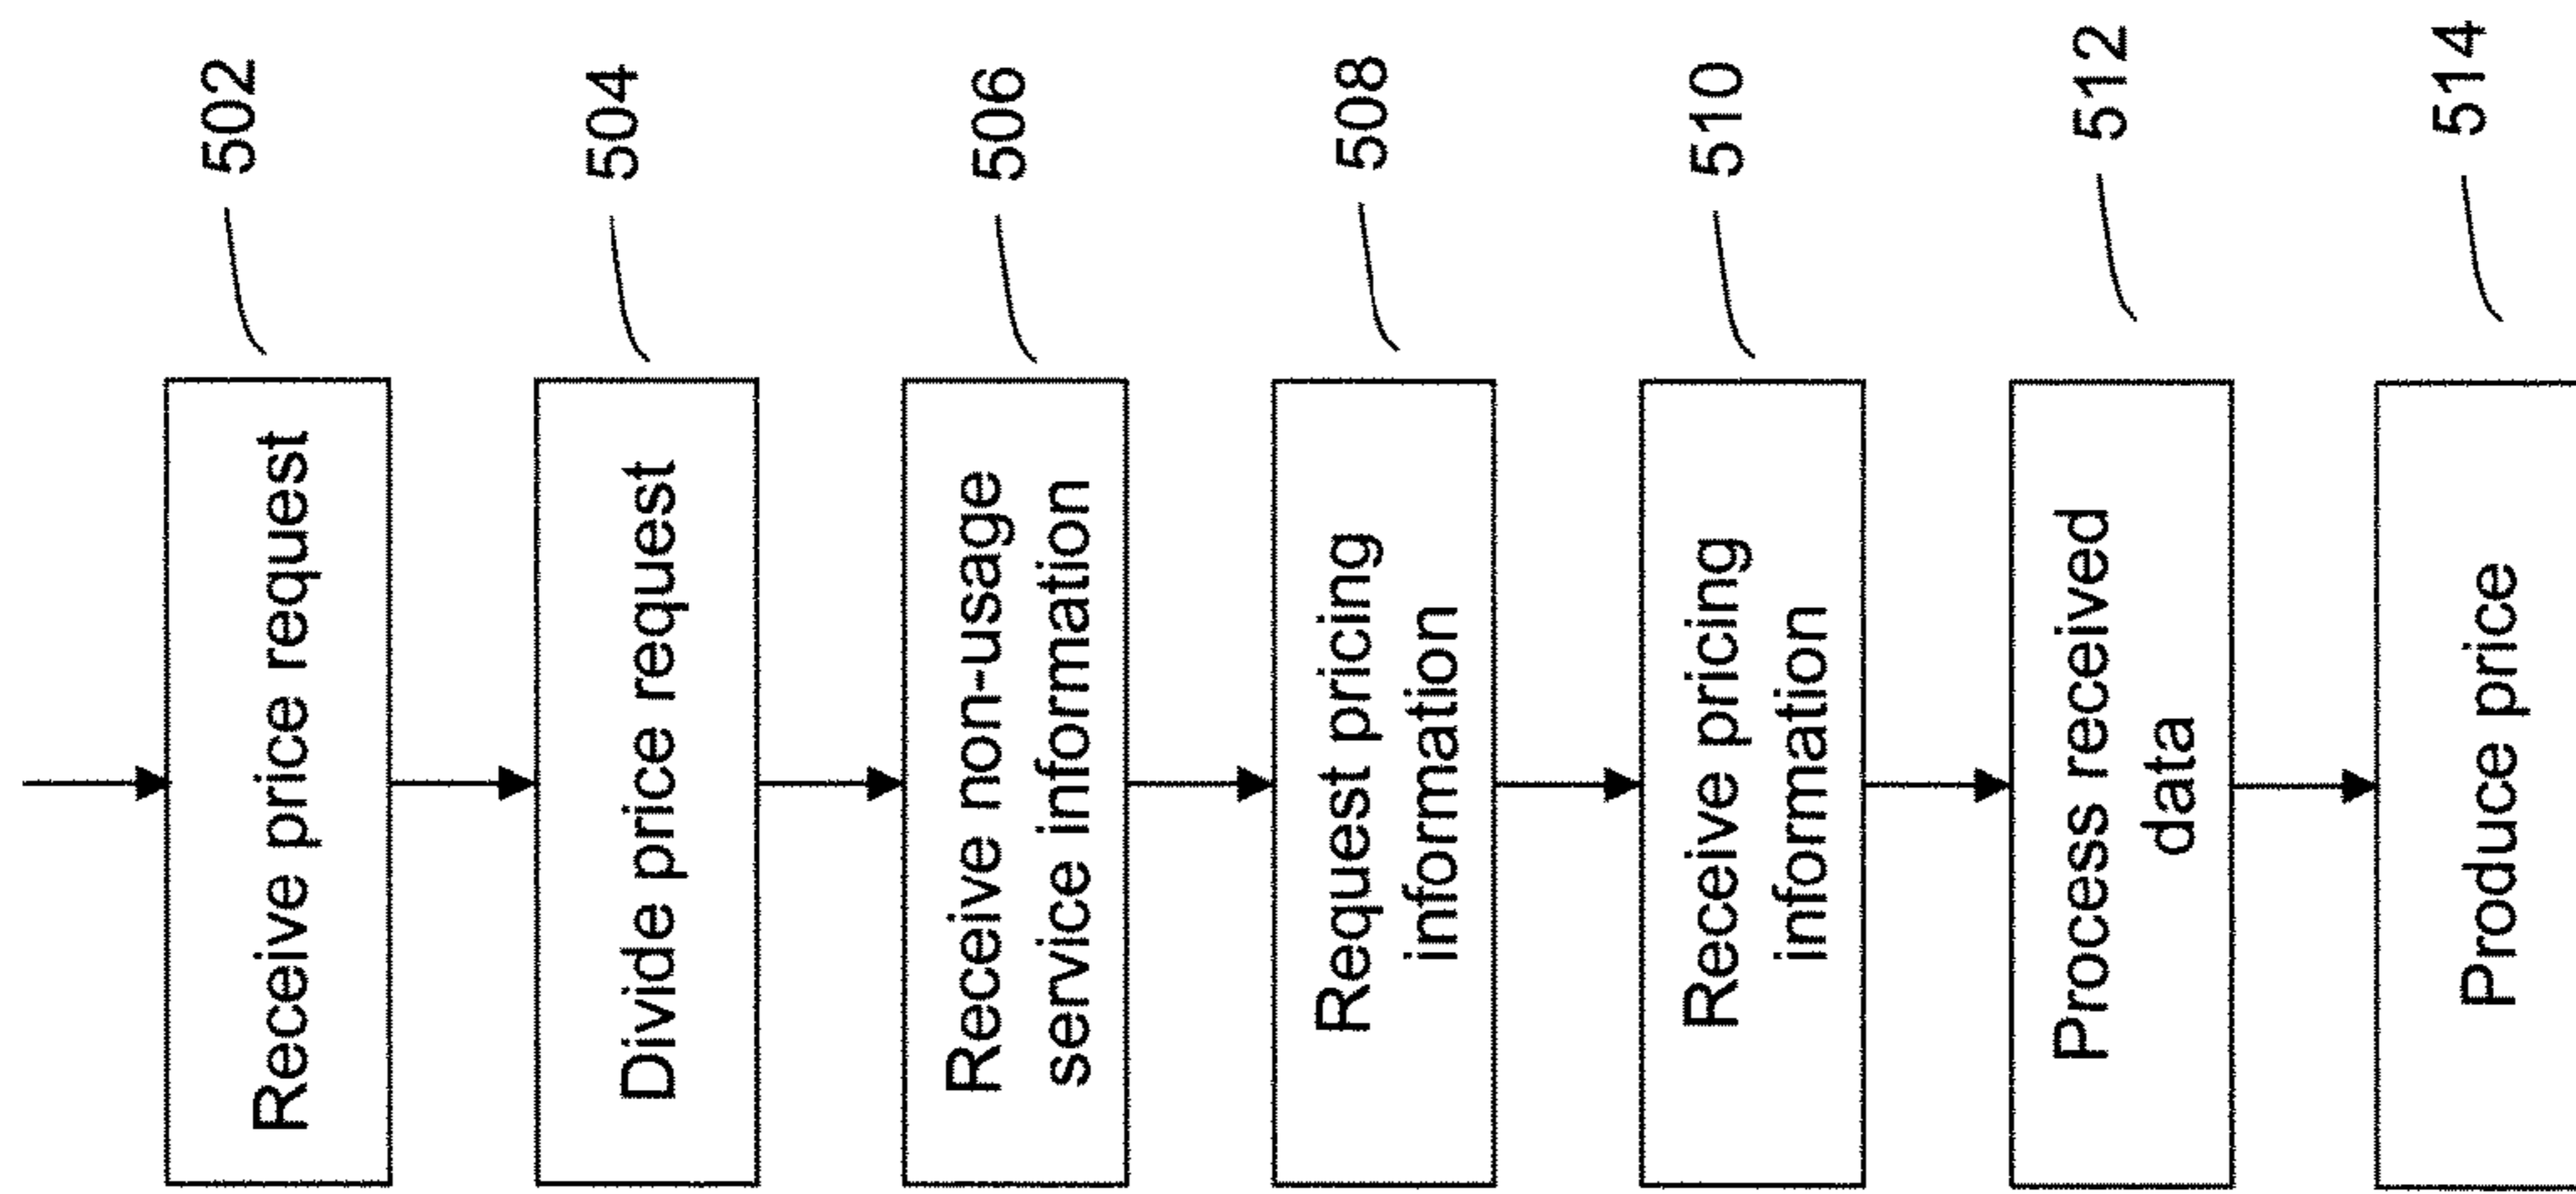 Receive price request
502
Divide price request
504
Receive non-usage
service information
506
Request pricing
information
508
Receive pricing
information
510
Process received
data
512
Produce price
514